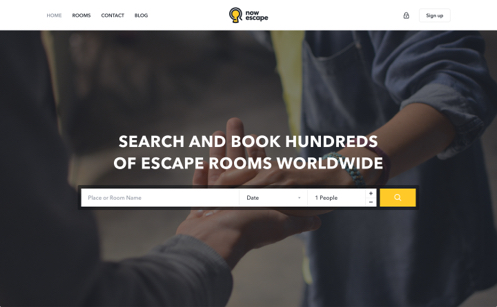 HOME ROOMS CONTACT BLOG
now
escape
Sign up
SEARCH AND BOOK HUNDREDS
OF ESCAPE ROOMS WORLDWIDE
Place or Room Name
Date
1 People
+
-